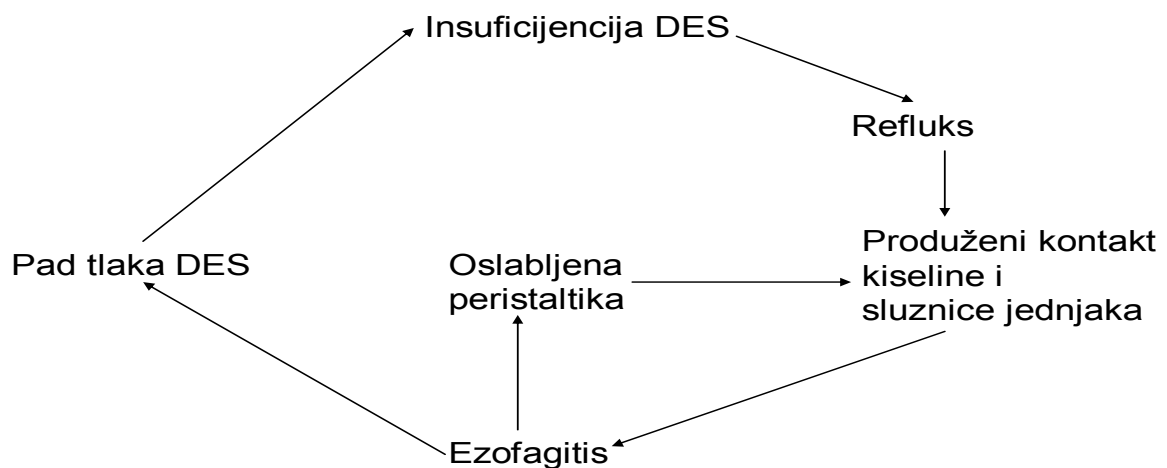 Insuficijencija DES
Refluks
Pad tlaka DES
Oslabljena
peristaltika
Produženi kontakt
kiseline i
sluznice jednjaka
Ezofagitis